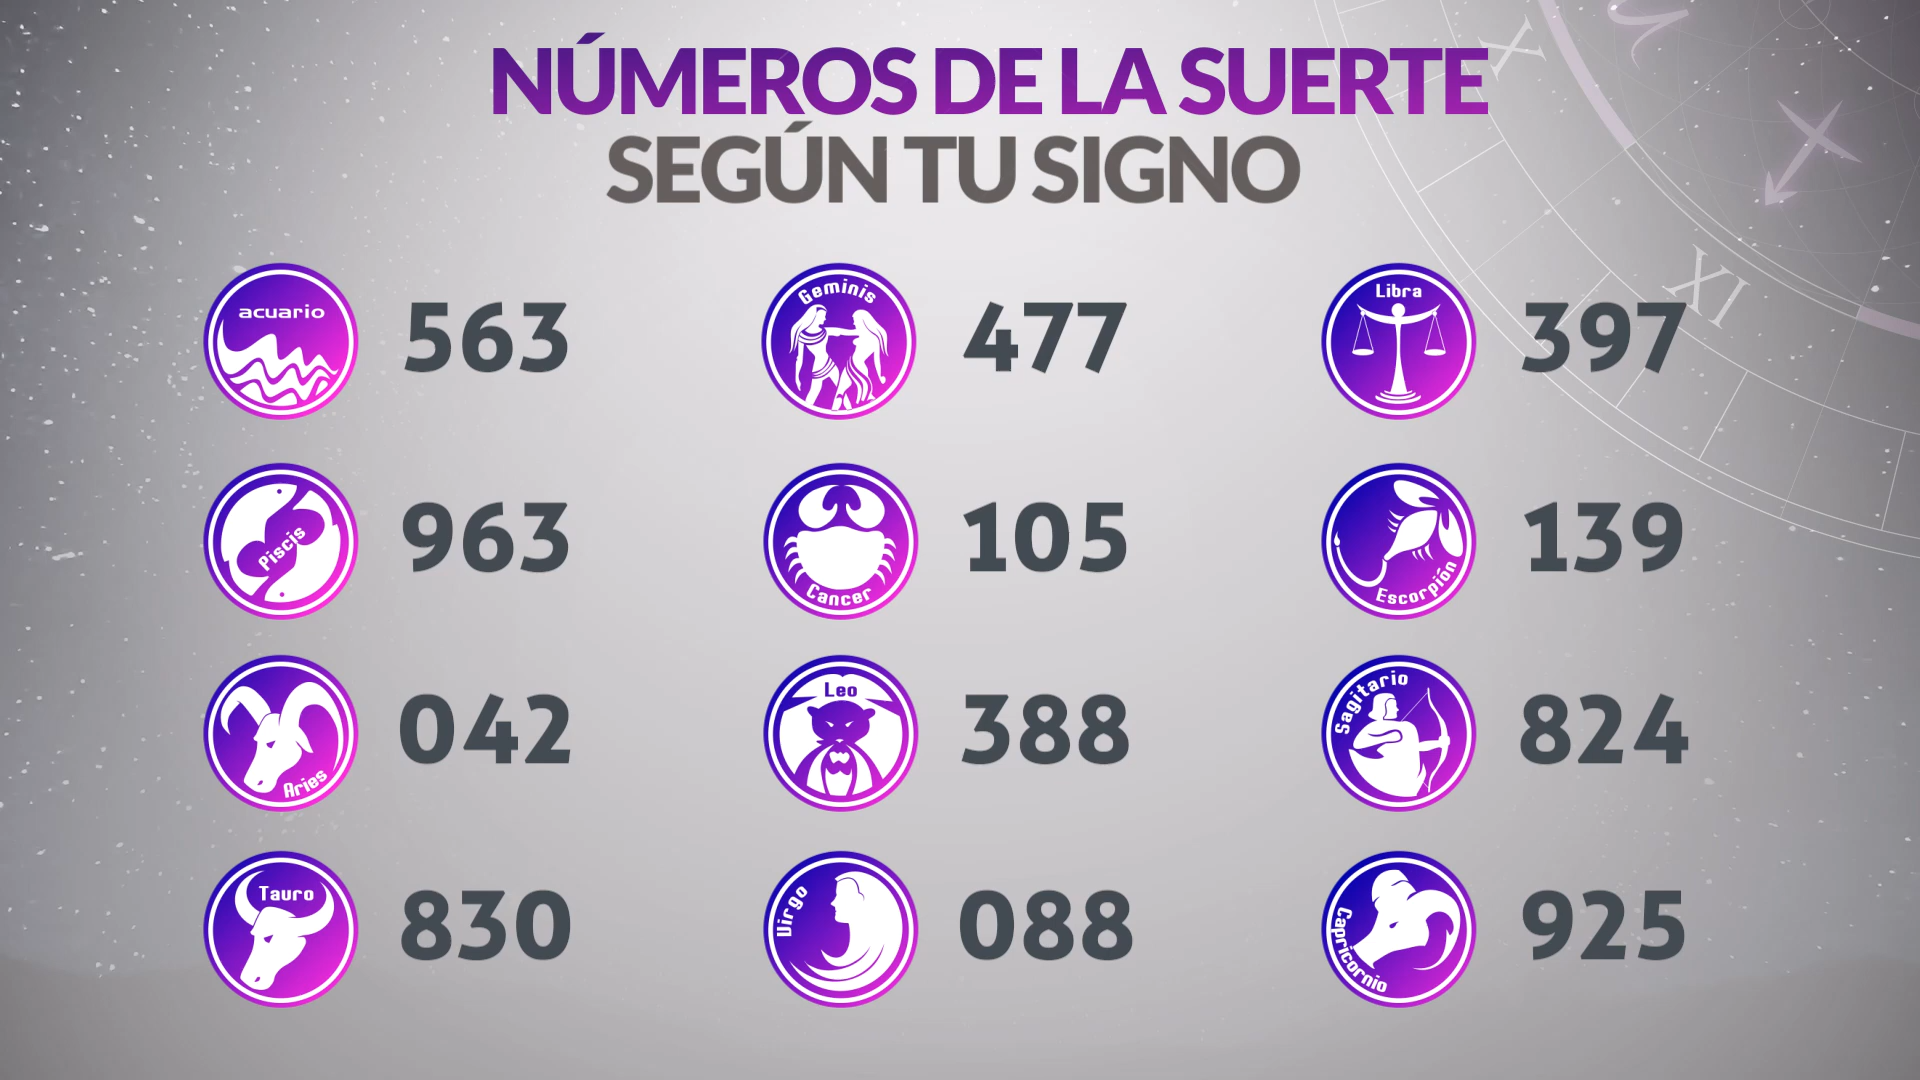 NÚMEROS DE LA SUERTE
SEGÚN TU SIGNO
acuario 563
Piscis 963
Aries 042
Tauro 830
Geminis 477
Cancer 105
Leo 388
Virgo 088
Libra 397
Escorpión 139
Sagitario 824
Capricornio 925
X
XI